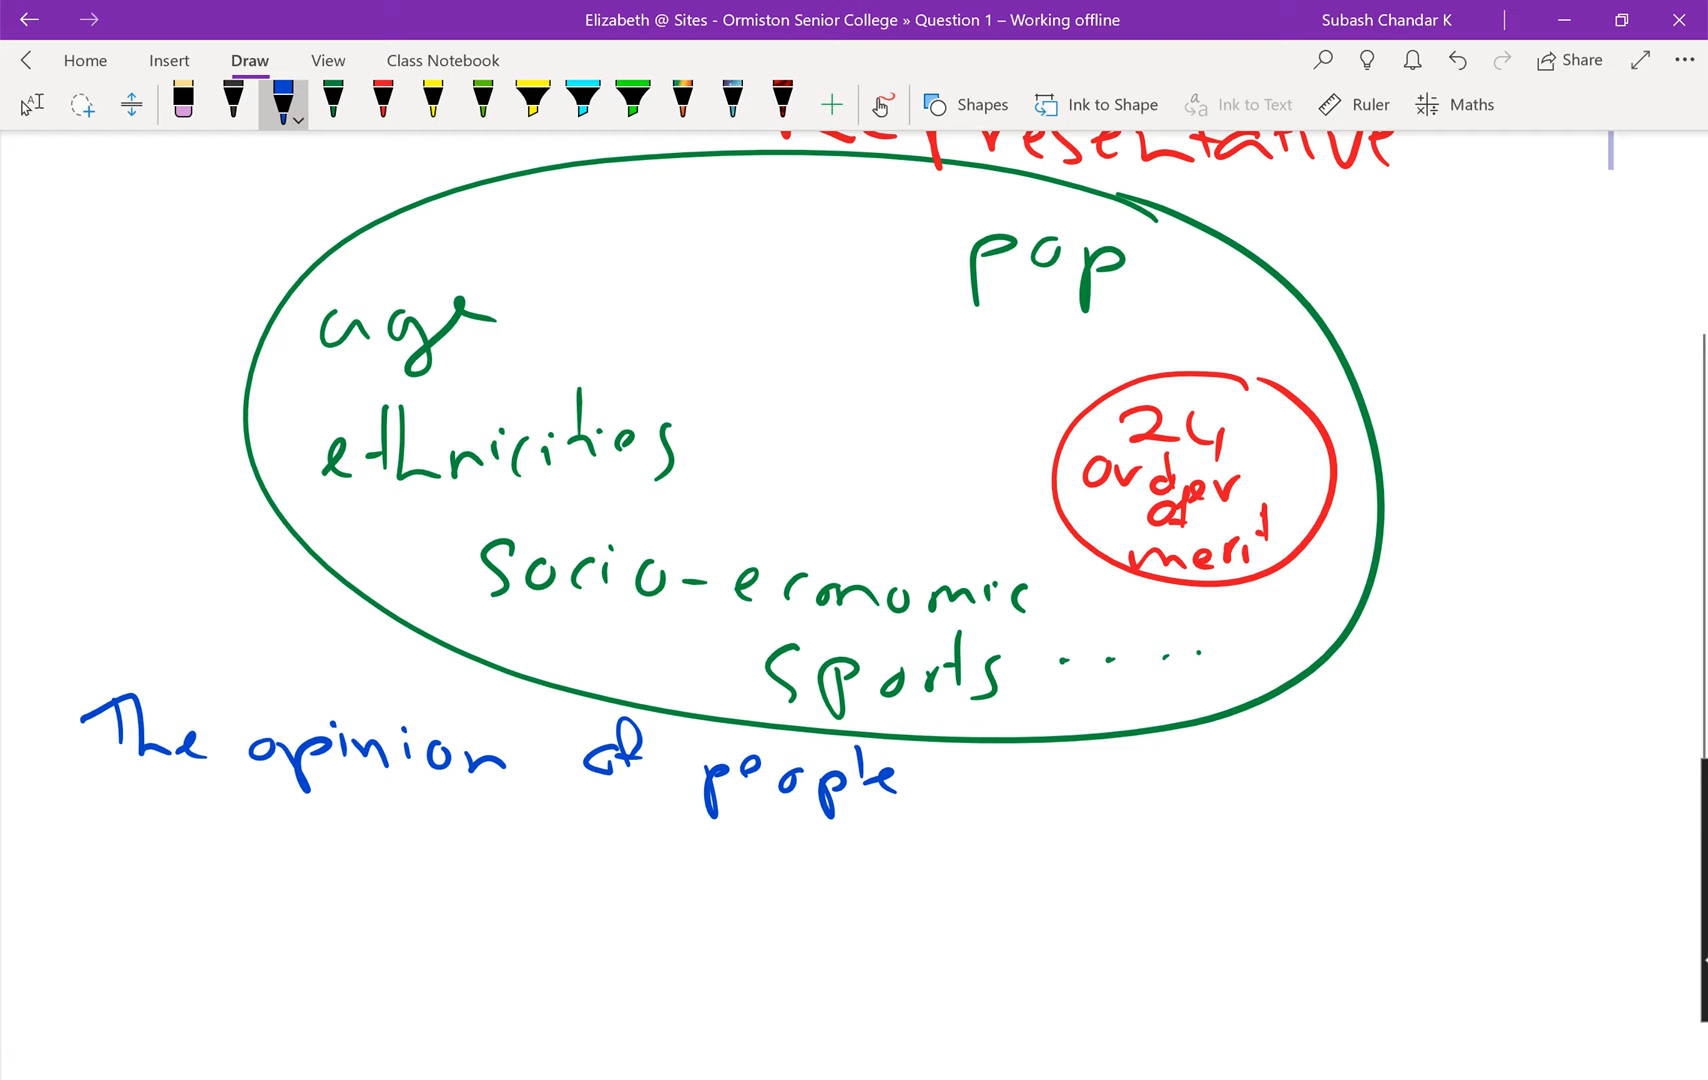 Elizabeth @ Sites - Ormiston Senior College » Question 1 – Working offline
Subash Chandar K
Home
Insert
Draw
View
Class Notebook
Share
Shapes
Ink to Shape
Ink to Text
Ruler
Maths
Representative
pop
age
ethnicities
24
order
of
merit
Socio-economic
sports .....
The opinion of people